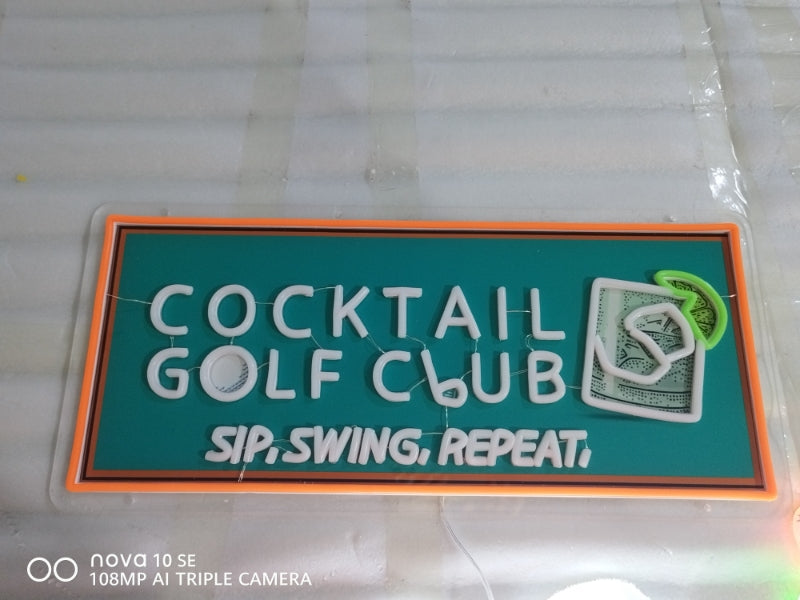 COCKTAIL
GOLF CLUB
SIP, SWING, REPEAT,
nova 10 SE
108MP AI TRIPLE CAMERA